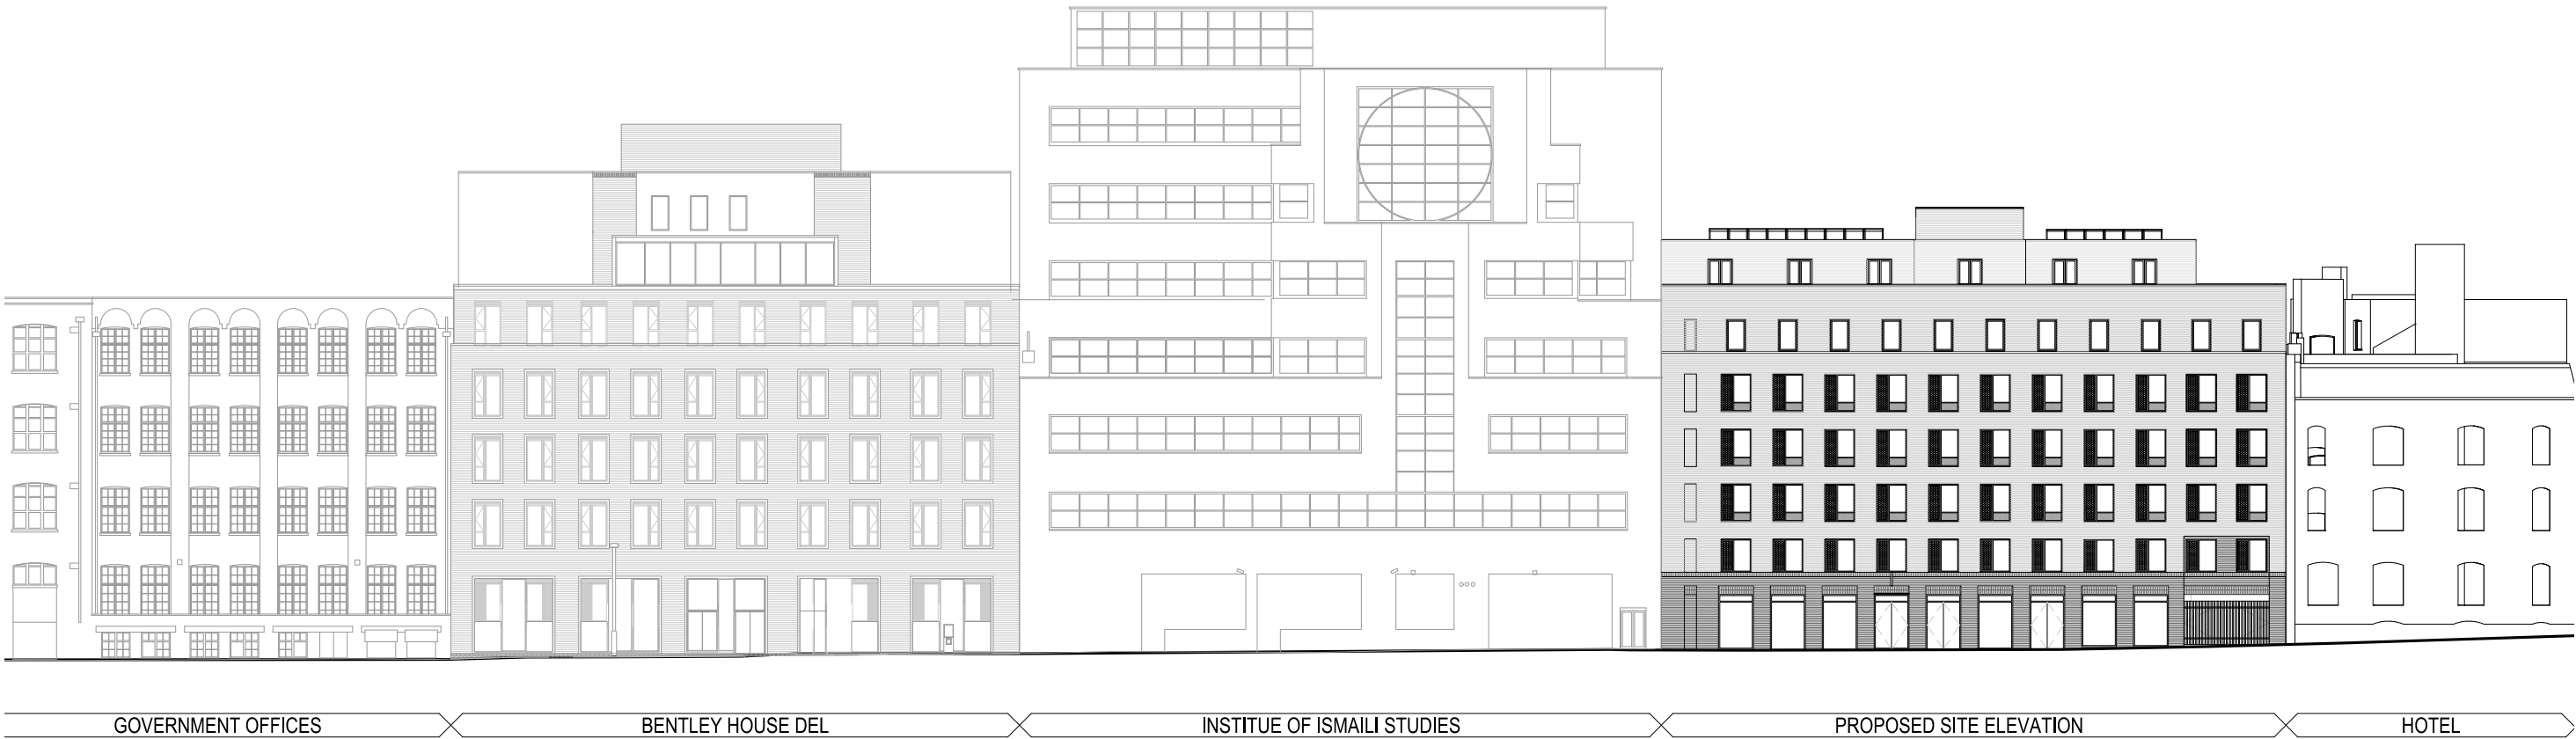 GOVERNMENT OFFICES
BENTLEY HOUSE DEL
INSTITUE OF ISMAILI STUDIES
PROPOSED SITE ELEVATION
HOTEL